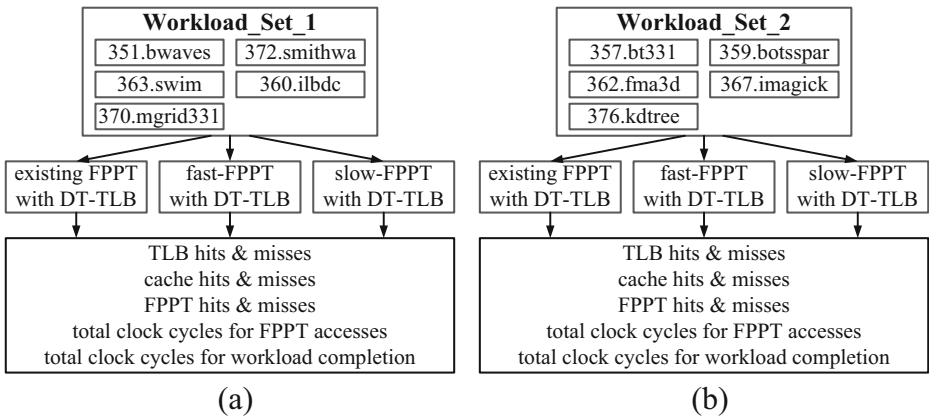 Workload_Set_1
351.bwaves
372.smithwa
363.swim
360.ilbdc
370.mgrid331
existing FPPT
with DT-TLB
fast-FPPT
with DT-TLB
slow-FPPT
with DT-TLB
TLB hits & misses
cache hits & misses
FPPT hits & misses
total clock cycles for FPPT accesses
total clock cycles for workload completion
(a)
Workload_Set_2
357.bt331
359.botsspar
362.fma3d
367.imagick
376.kdtree
existing FPPT
with DT-TLB
fast-FPPT
with DT-TLB
slow-FPPT
with DT-TLB
TLB hits & misses
cache hits & misses
FPPT hits & misses
total clock cycles for FPPT accesses
total clock cycles for workload completion
(b)